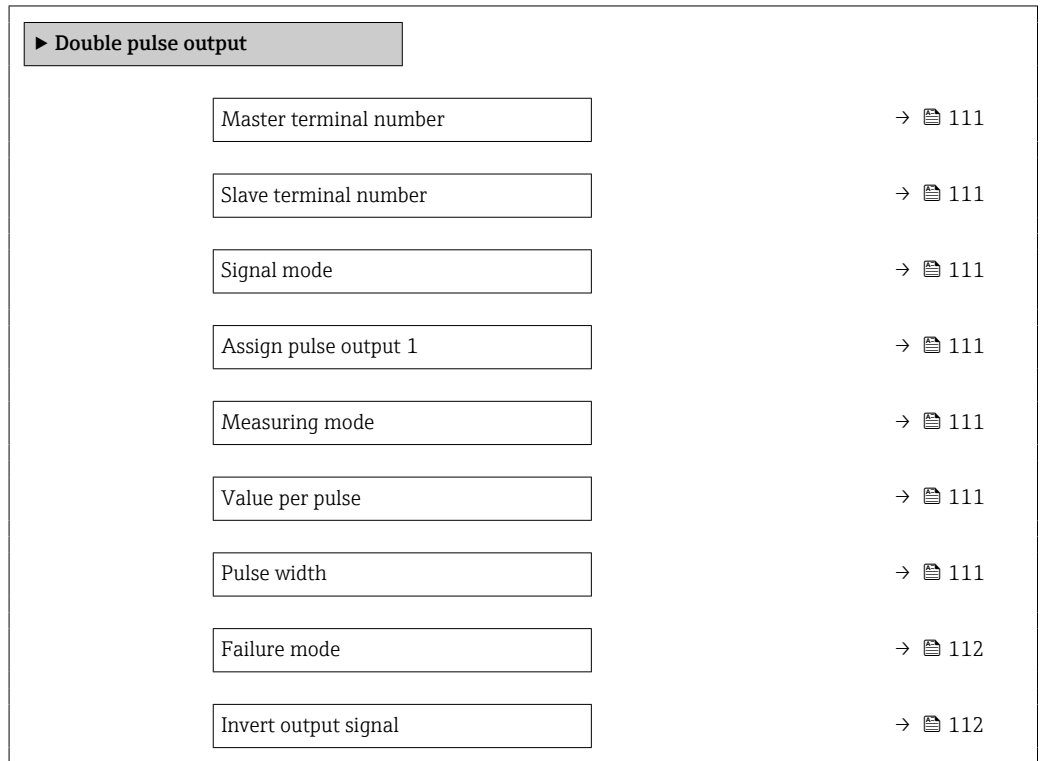 ▶ Double pulse output
Master terminal number → 111
Slave terminal number → 111
Signal mode → 111
Assign pulse output 1 → 111
Measuring mode → 111
Value per pulse → 111
Pulse width → 111
Failure mode → 112
Invert output signal → 112